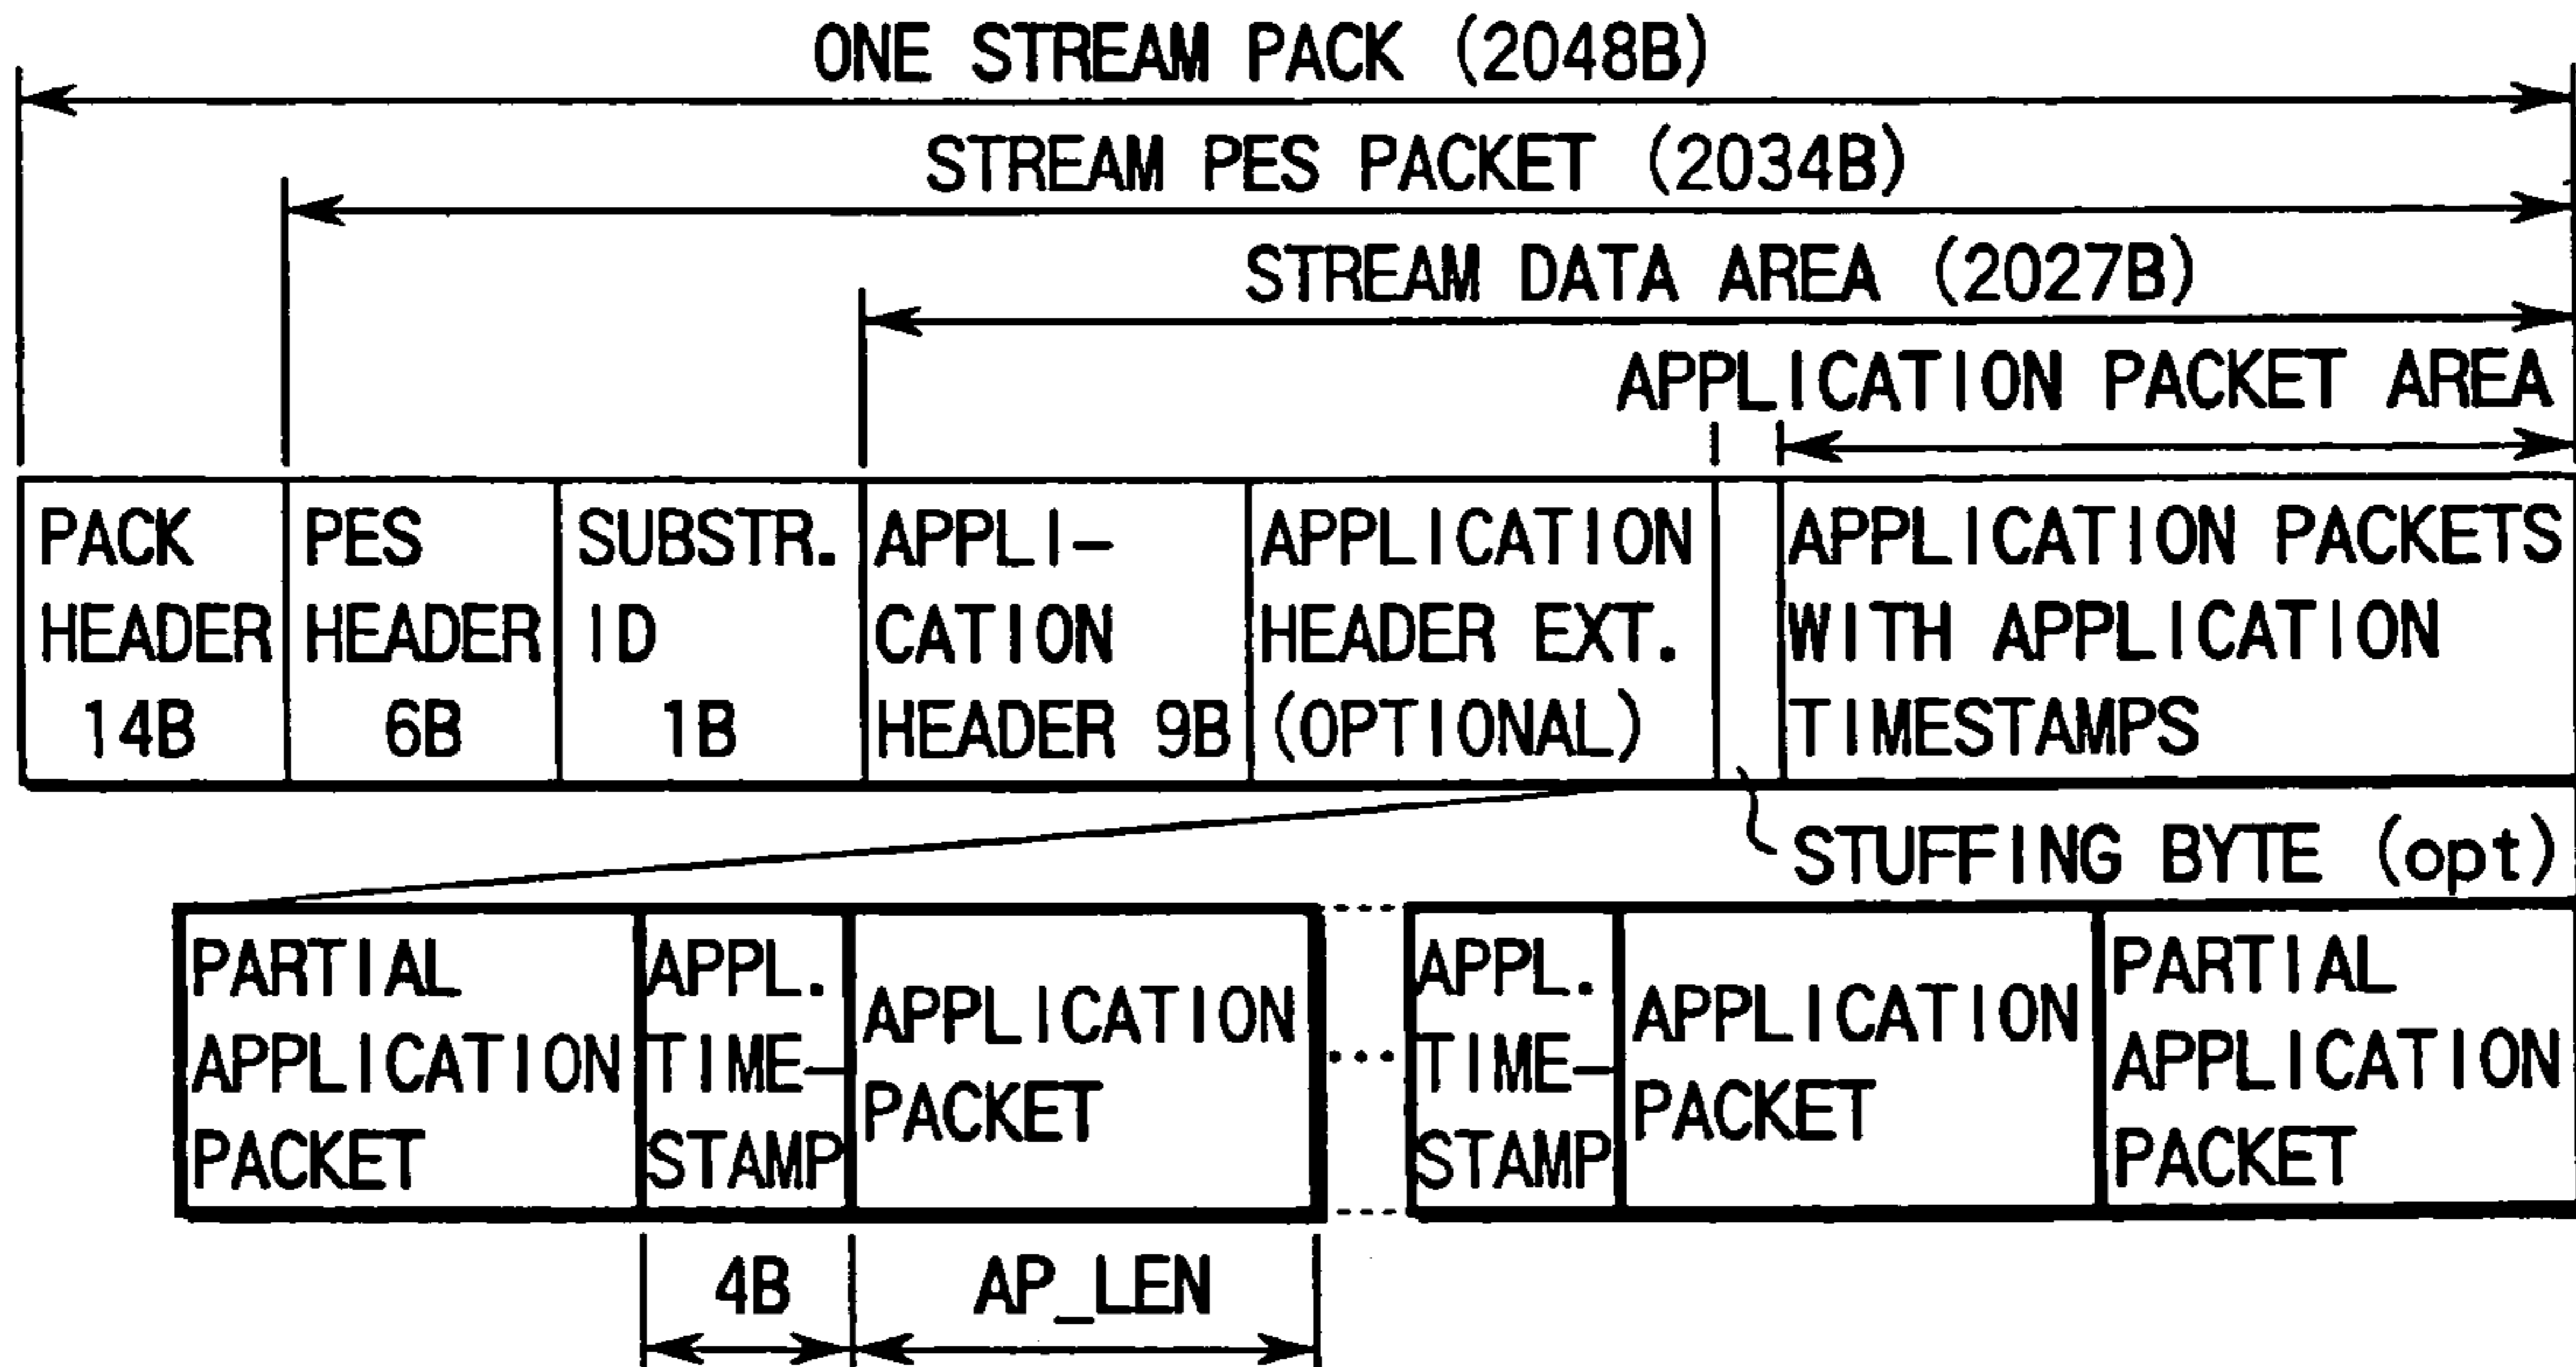 ONE STREAM PACK (2048B)
STREAM PES PACKET (2034B)
STREAM DATA AREA (2027B)
APPLICATION PACKET AREA
PACK
HEADER
14B
PES
HEADER
6B
SUBSTR.
ID
1B
APPLI-
CATION
HEADER 9B
APPLICATION
HEADER EXT.
(OPTIONAL)
APPLICATION PACKETS
WITH APPLICATION
TIMESTAMPS
STUFFING BYTE (opt)
PARTIAL
APPLICATION
PACKET
APPL.
TIME-
STAMP
APPLICATION
PACKET
...
APPL.
TIME-
STAMP
APPLICATION
PACKET
PARTIAL
APPLICATION
PACKET
4B
AP_LEN